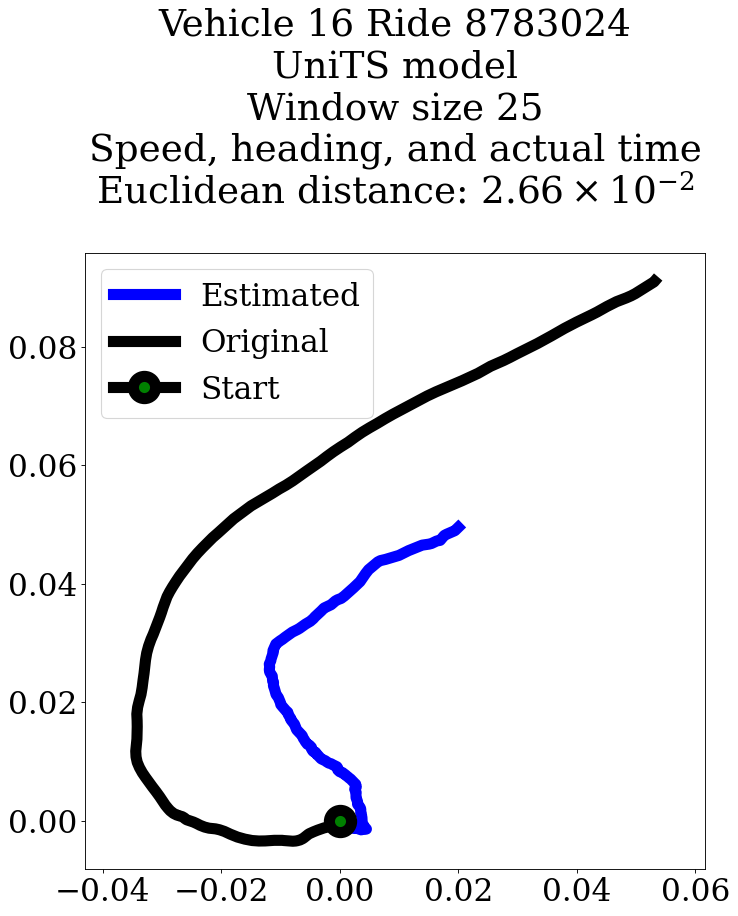 Vehicle 16 Ride 8783024
UniTS model
Window size 25
Speed, heading, and actual time
Euclidean distance: 2.66 × 10⁻²
Estimated
Original
Start
0.08
0.06
0.04
0.02
0.00
−0.04 −0.02 0.00 0.02 0.04 0.06